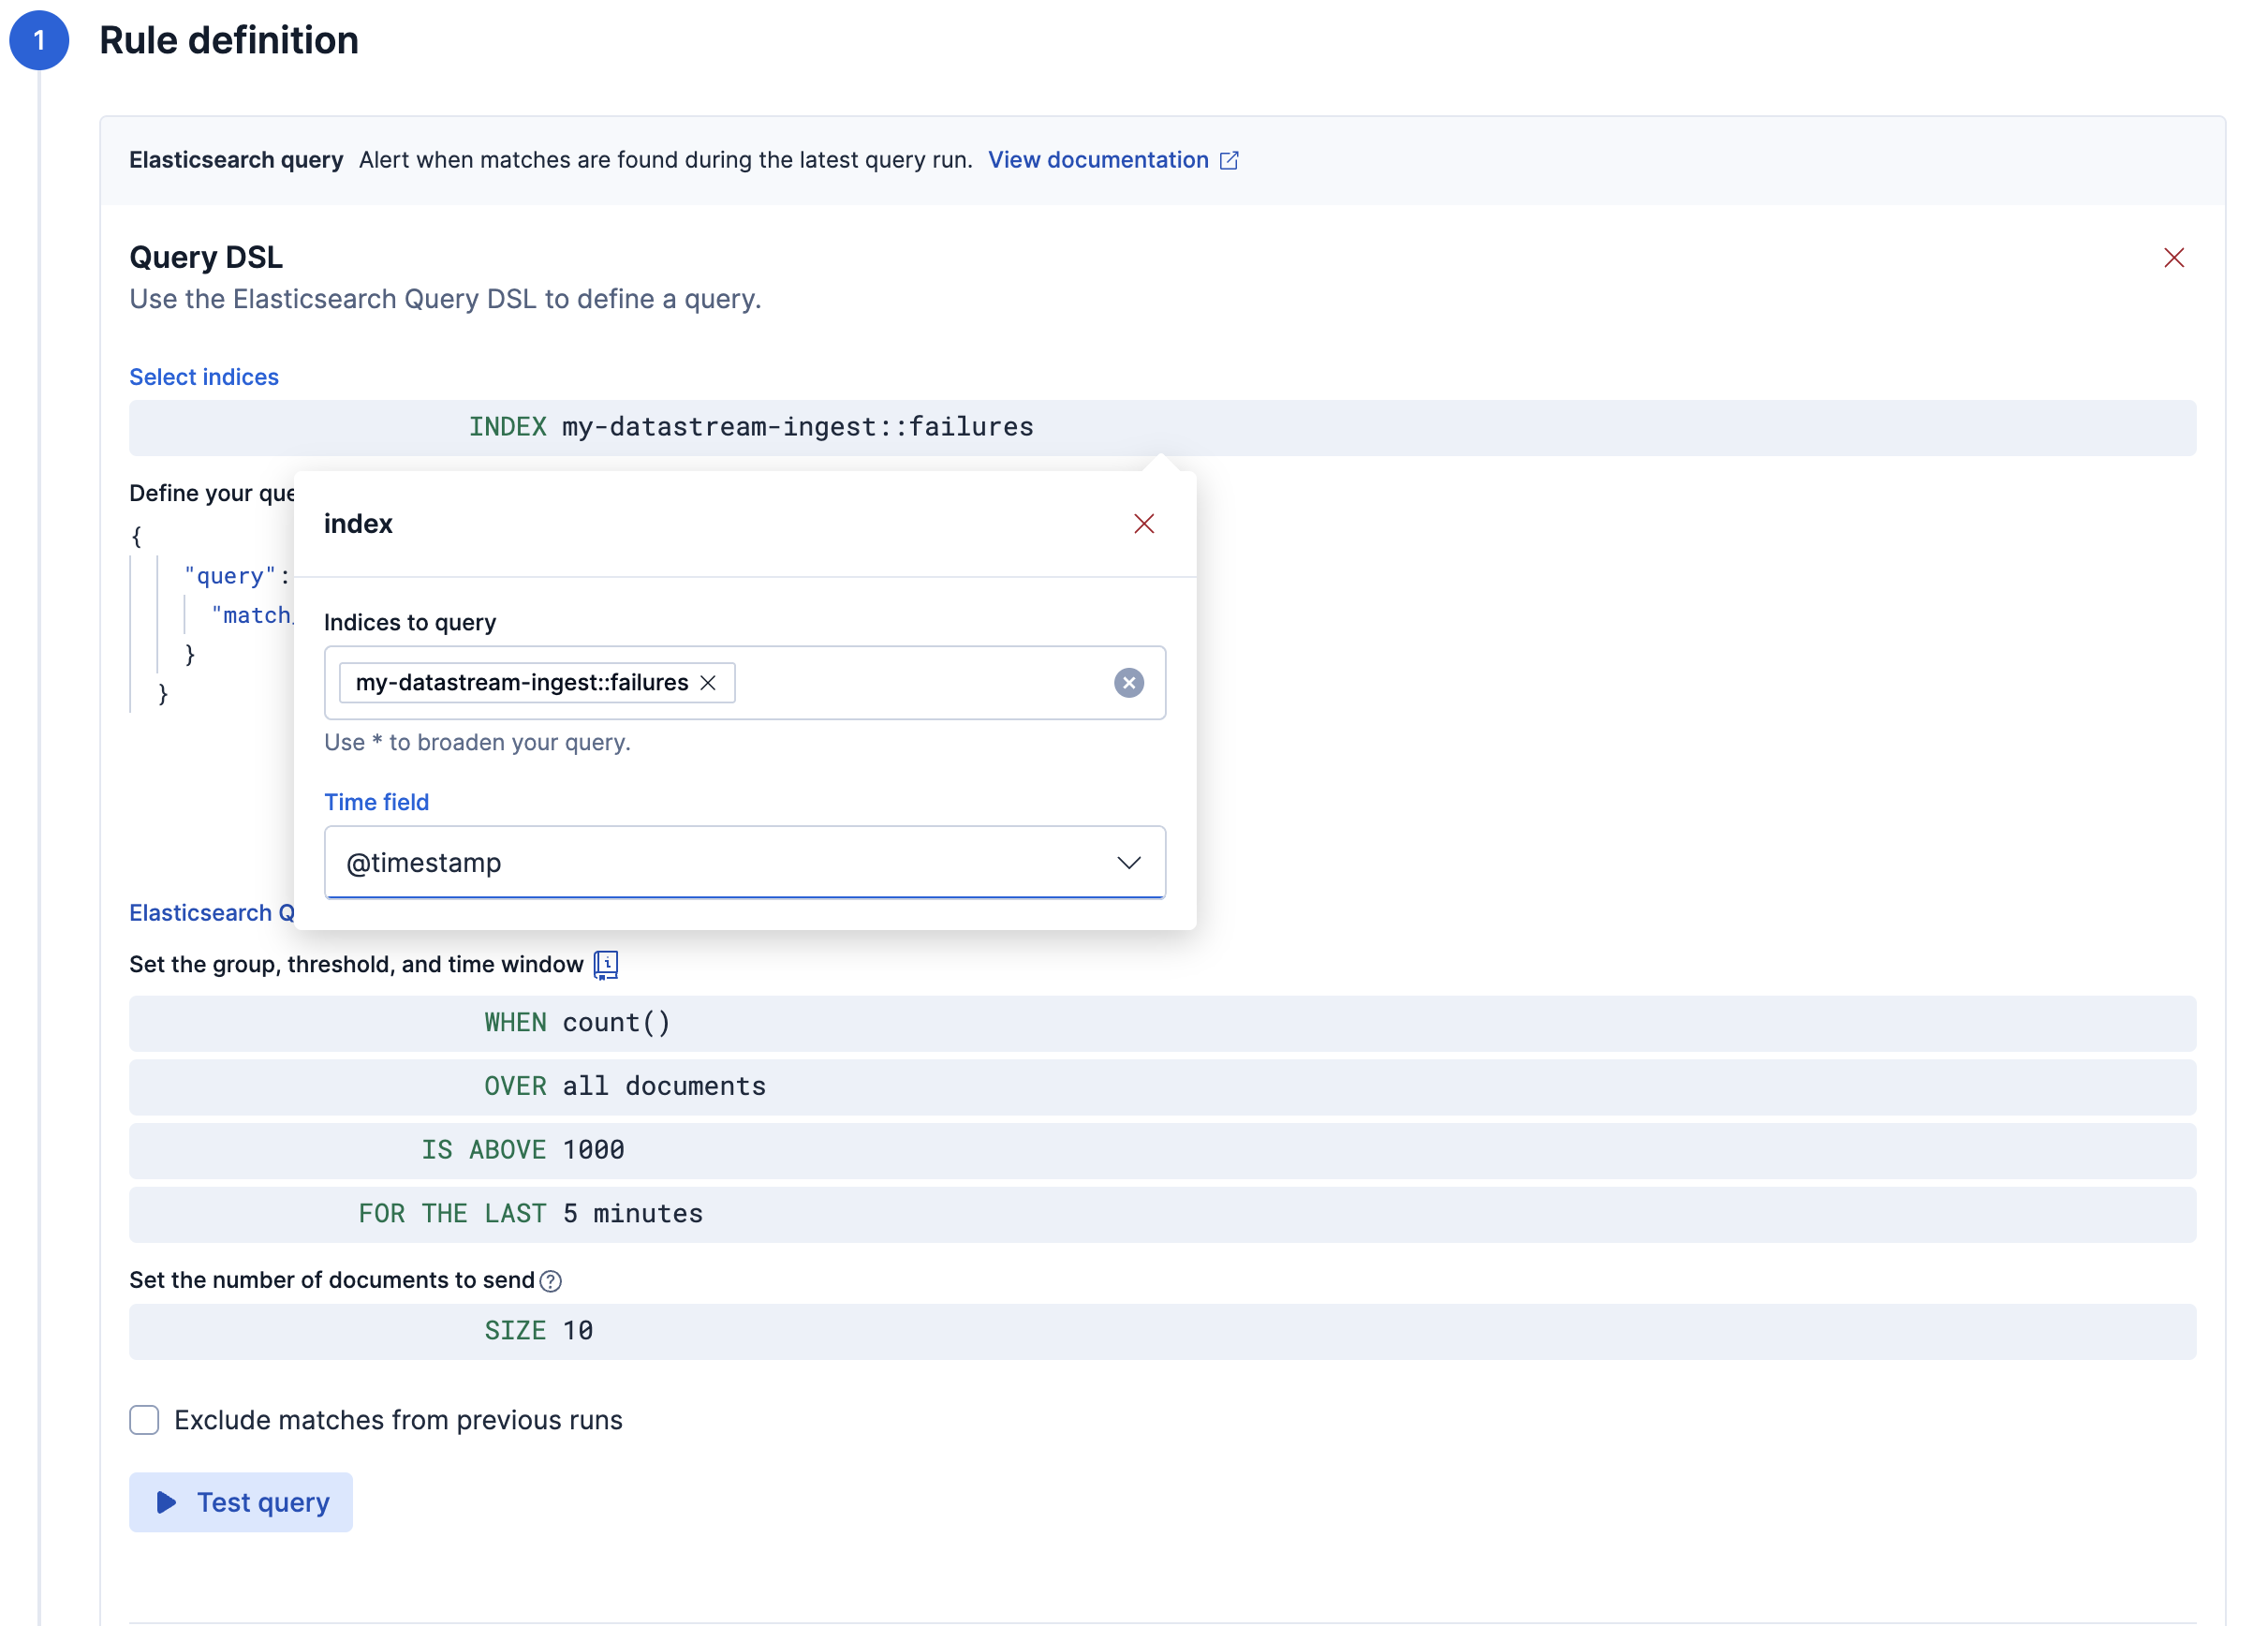 1 Rule definition
Elasticsearch query Alert when matches are found during the latest query run. View documentation
Query DSL
Use the Elasticsearch Query DSL to define a query.
Select indices
INDEX my-datastream-ingest::failures
Define your que
{
"query":
"match_
}
}
index
Indices to query
my-datastream-ingest::failures
Use * to broaden your query.
Time field
@timestamp
Elasticsearch Q
Set the group, threshold, and time window
WHEN count()
OVER all documents
IS ABOVE 1000
FOR THE LAST 5 minutes
Set the number of documents to send
SIZE 10
Exclude matches from previous runs
Test query